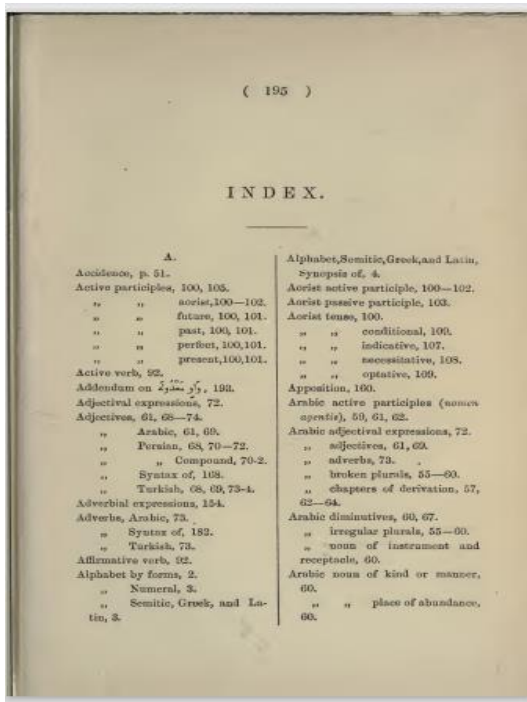 ( 195 )
INDEX.
A.
Accidence, p. 51.
Active participles, 100, 105.
„ „ aorist, 100—102.
„ „ future, 100, 101.
„ „ past, 100, 101.
„ „ perfect, 100, 101.
„ „ present, 100, 101.
Active verb, 92.
Addendum on واو معدوله, 193.
Adjectival expressions, 72.
Adjectives, 61, 68—74.
„ Arabic, 61, 69.
„ Persian, 68, 70—72.
„ „ Compound, 70-2.
„ Syntax of, 168.
„ Turkish, 68, 69, 73-4.
Adverbial expressions, 154.
Adverbs, Arabic, 73.
„ Syntax of, 182.
„ Turkish, 73.
Affirmative verb, 92.
Alphabet by forms, 2.
„ Numeral, 3.
„ Semitic, Greek, and La-
tin, 3.
Alphabet, Semitic, Greek, and Latin,
Synopsis of, 4.
Aorist active participle, 100—102.
Aorist passive participle, 103.
Aorist tense, 100.
„ „ conditional, 109.
„ „ indicative, 107.
„ „ necessitative, 108.
„ „ optative, 109.
Apposition, 160.
Arabic active participles (nomen
agentis), 59, 61, 62.
Arabic adjectival expressions, 72.
„ adjectives, 61, 69.
„ adverbs, 73.
„ broken plurals, 55—60.
„ chapters of derivation, 57,
62—64.
Arabic diminutives, 60, 67.
„ irregular plurals, 55—60.
„ noun of instrument and
receptacle, 60.
Arabic noun of kind or manner,
60.
„ „ place of abundance,
60.